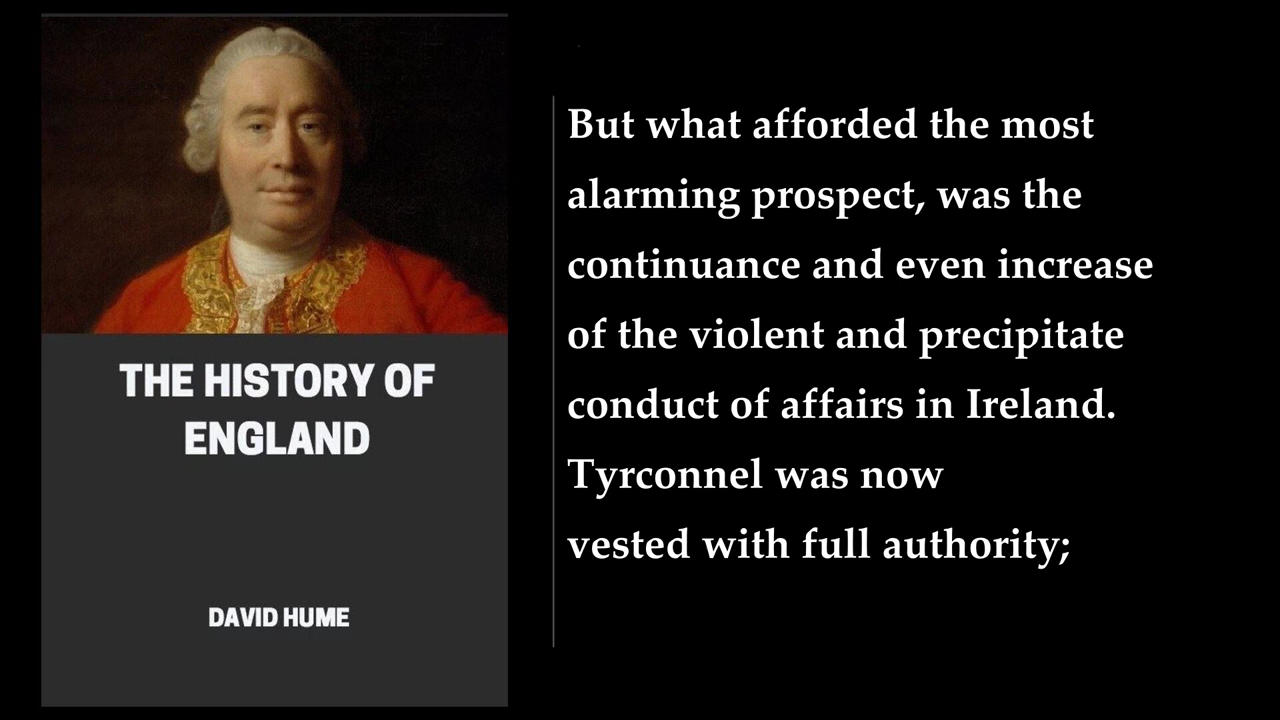 THE HISTORY OF
ENGLAND
DAVID HUME
But what afforded the most
alarming prospect, was the
continuance and even increase
of the violent and precipitate
conduct of affairs in Ireland.
Tyrconnel was now
vested with full authority;